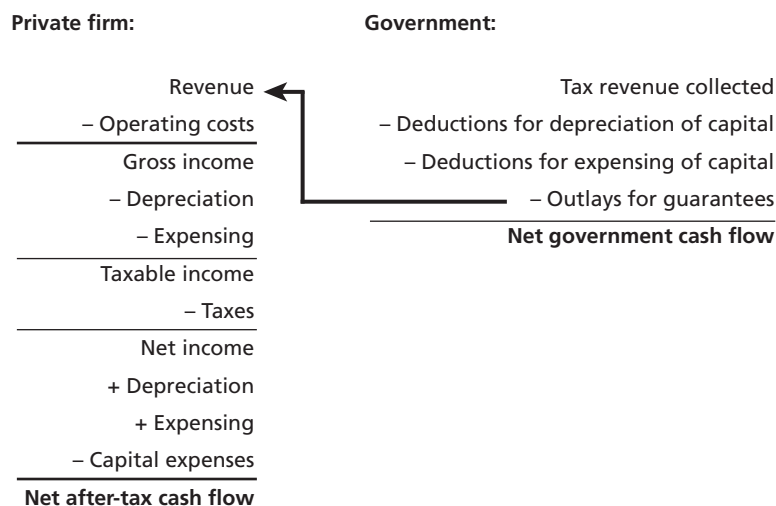 Private firm:
Revenue
– Operating costs
Gross income
– Depreciation
– Expensing
Taxable income
– Taxes
Net income
+ Depreciation
+ Expensing
– Capital expenses
Net after-tax cash flow
Government:
Tax revenue collected
– Deductions for depreciation of capital
– Deductions for expensing of capital
– Outlays for guarantees
Net government cash flow